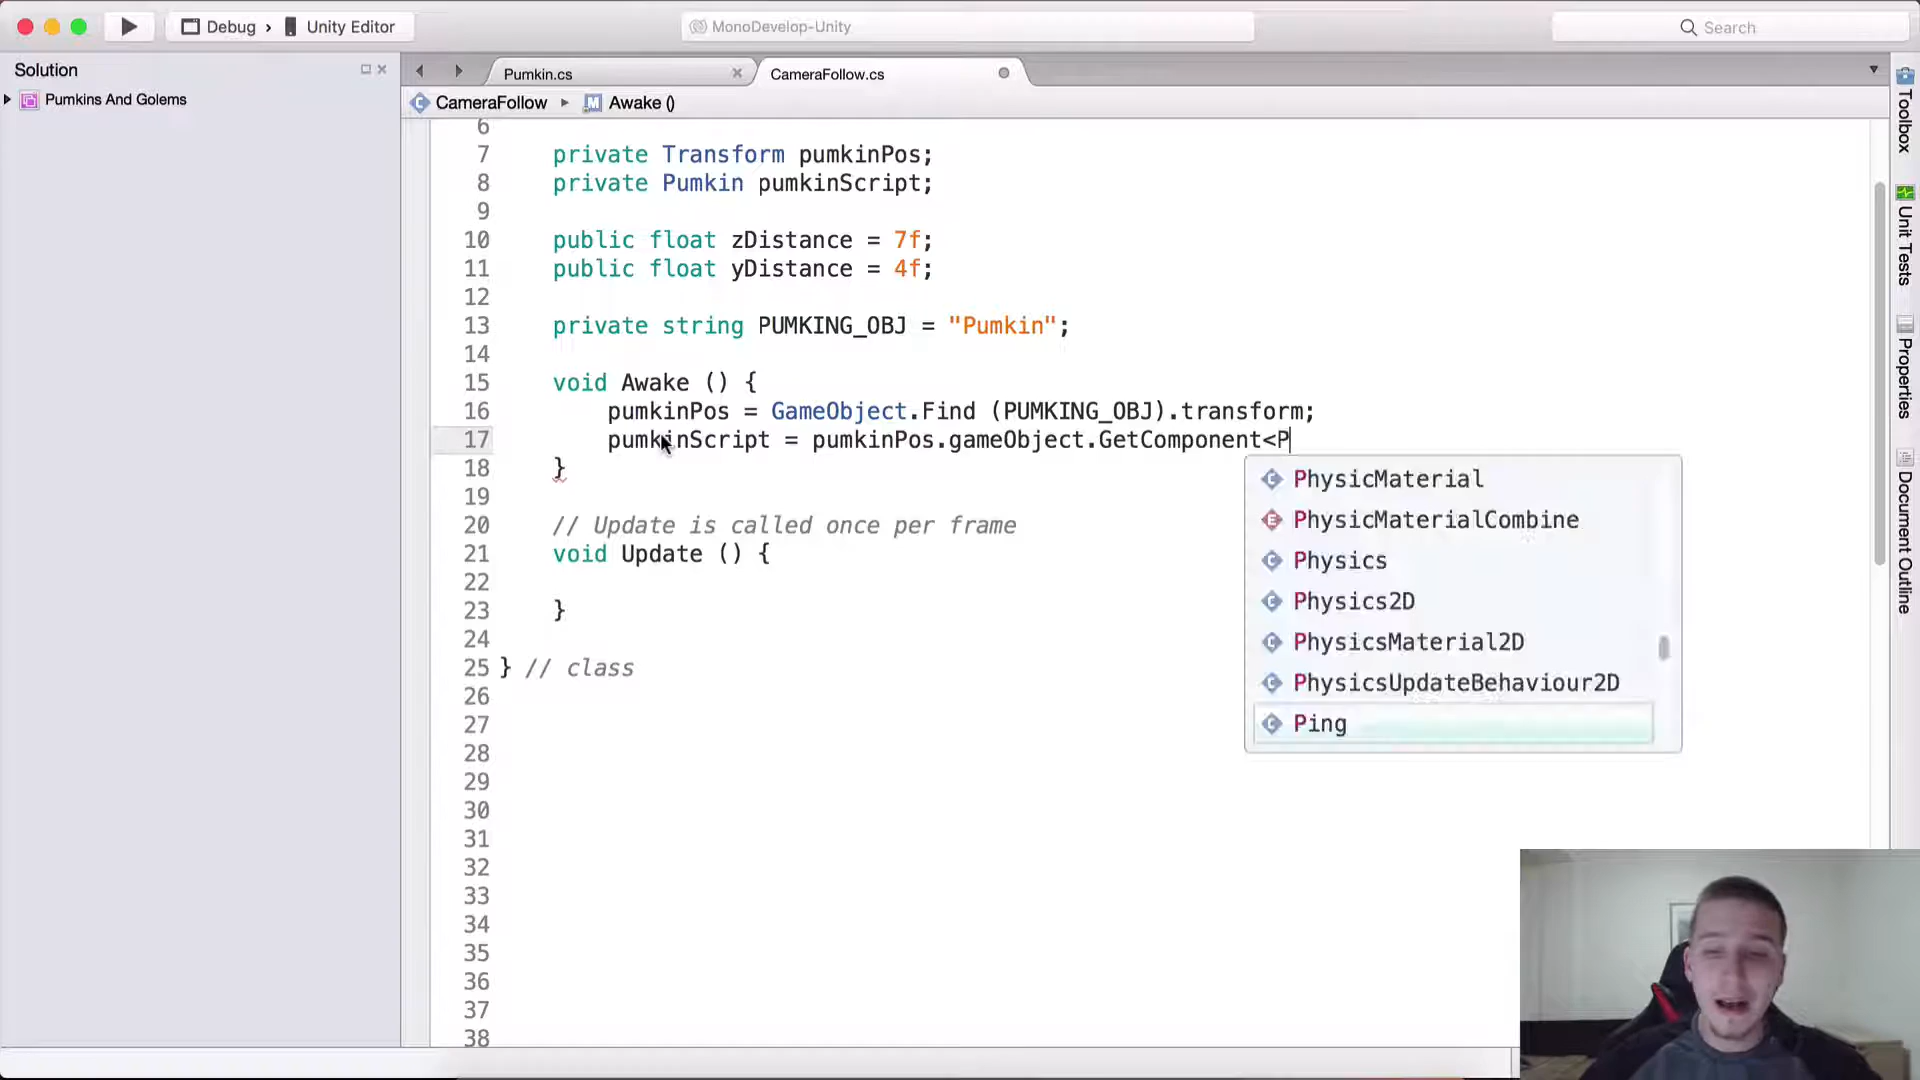 Debug › Unity Editor
MonoDevelop-Unity
Search
Solution
Pumkins And Golems
Pumkin.cs
CameraFollow.cs
CameraFollow
Awake ()
6
7 private Transform pumkinPos;
8 private Pumkin pumkinScript;
9
10 public float zDistance = 7f;
11 public float yDistance = 4f;
12
13 private string PUMKING_OBJ = "Pumkin";
14
15 void Awake () {
16 pumkinPos = GameObject.Find (PUMKING_OBJ).transform;
17 pumkinScript = pumkinPos.gameObject.GetComponent<P
18 }
19
20 // Update is called once per frame
21 void Update () {
22
23 }
24
25 } // class
26
27
28
29
30
31
32
33
34
35
36
37
38
PhysicMaterial
PhysicMaterialCombine
Physics
Physics2D
PhysicsMaterial2D
PhysicsUpdateBehaviour2D
Ping
Toolbox
Unit Tests
Properties
Document Outline